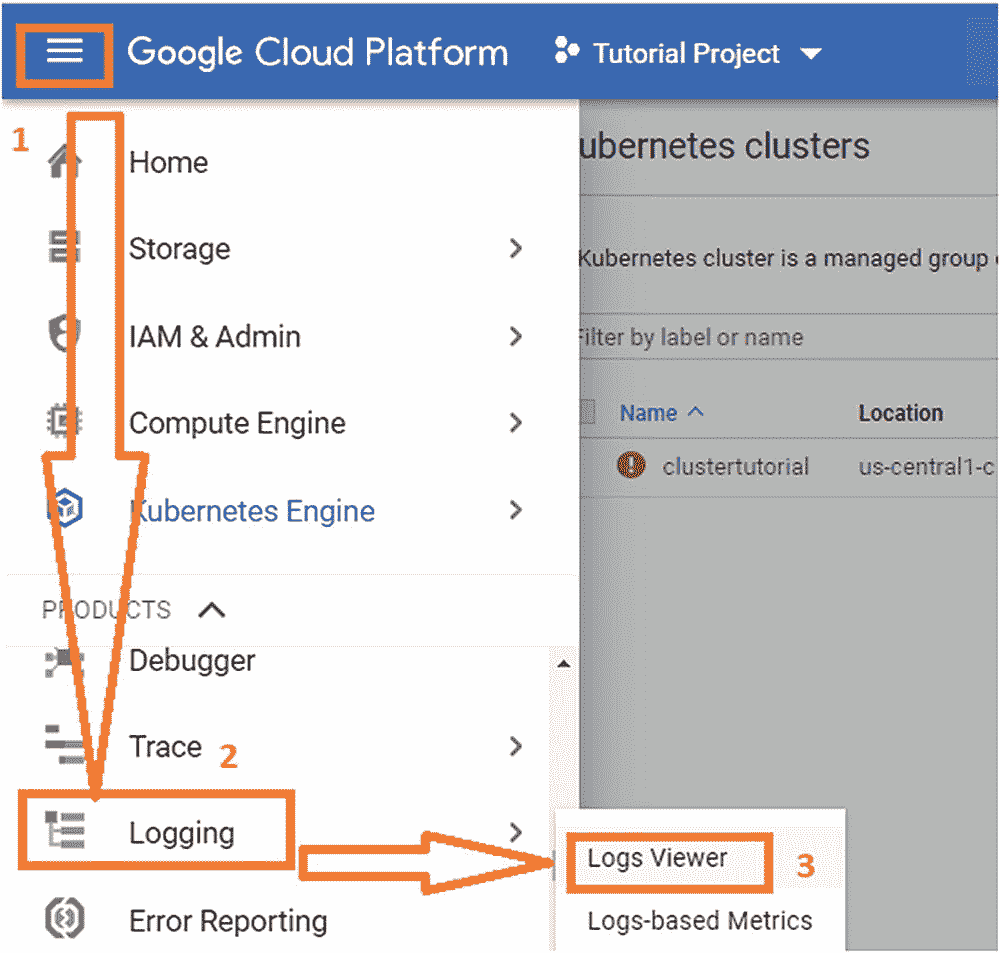 Google Cloud Platform Tutorial Project
1
Home
Storage
IAM & Admin
Compute Engine
Kubernetes Engine
PRODUCTS
Debugger
Trace 2
Logging
Error Reporting
ubernetes clusters
Kubernetes cluster is a managed group
Filter by label or name
Name Location
clustertutorial us-central1-c
Logs Viewer 3
Logs-based Metrics